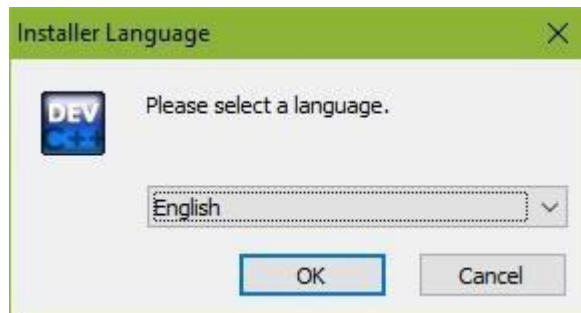 Installer Language
DEV
C++
Please select a language.
English
OK
Cancel